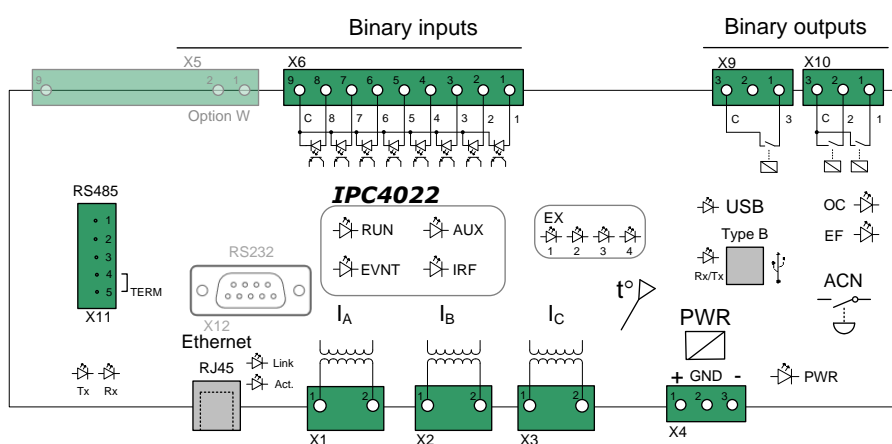 Binary inputs
Binary outputs
X5
X6
X9
X10
9 2 1
9 8 7 6 5 4 3 2 1
3 2 1
3 2 1
Option W
C 8 7 6 5 4 3 2 1
C 3
C 2 1
RS485
1
2
3
4
5
TERM
X11
IPC4022
RUN
AUX
EVNT
IRF
EX
1 2 3 4
USB
Type B
Rx/Tx
OC
EF
ACN
RS232
X12
t°
IA
IB
IC
PWR
Ethernet
RJ45
Link
Act.
Tx Rx
1 2
X1
1 2
X2
1 2
X3
+ GND -
1 2 3
X4
PWR